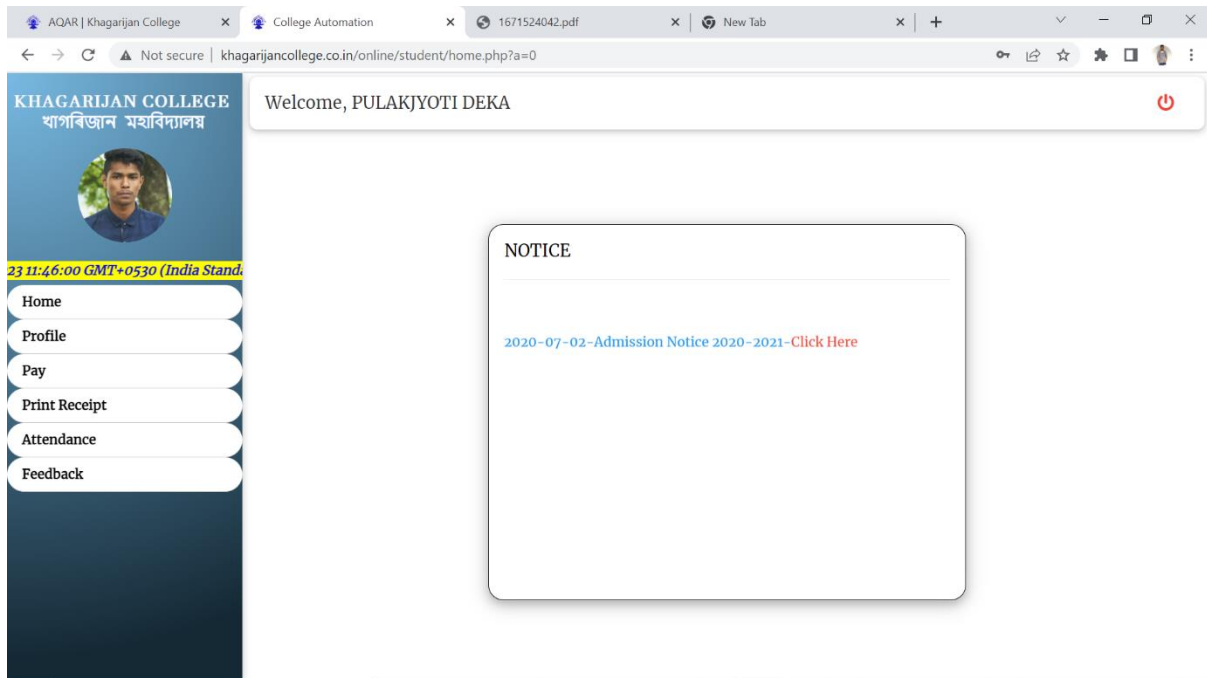 AQAR | Khagarijan College
College Automation
1671524042.pdf
New Tab
Not secure | khagarijancollege.co.in/online/student/home.php?a=0
KHAGARIJAN COLLEGE
খাগৰিজান মহাবিদ্যালয়
Welcome, PULAKJYOTI DEKA
23 11:46:00 GMT+0530 (India Standa
Home
Profile
Pay
Print Receipt
Attendance
Feedback
NOTICE
2020-07-02-Admission Notice 2020-2021-Click Here